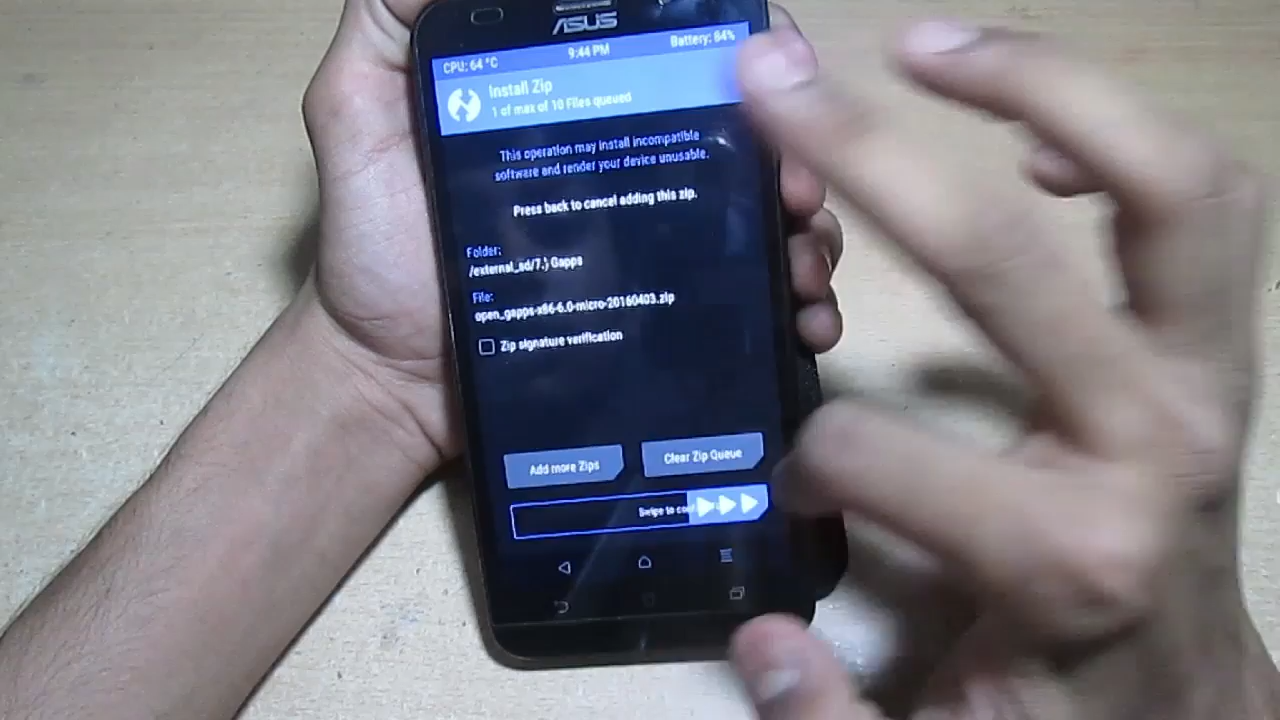 ASUS
CPU: 64 °C
9:44 PM
Battery: 84%
Install Zip
1 of max of 10 Files queued
This operation may install incompatible
software and render your device unusable.
Press back to cancel adding this zip.
Folder:
/external_sd/7.) Gapps
File:
open_gapps-x86-6.0-micro-20160403.zip
Zip signature verification
Add more Zips
Clear Zip Queue
Swipe to